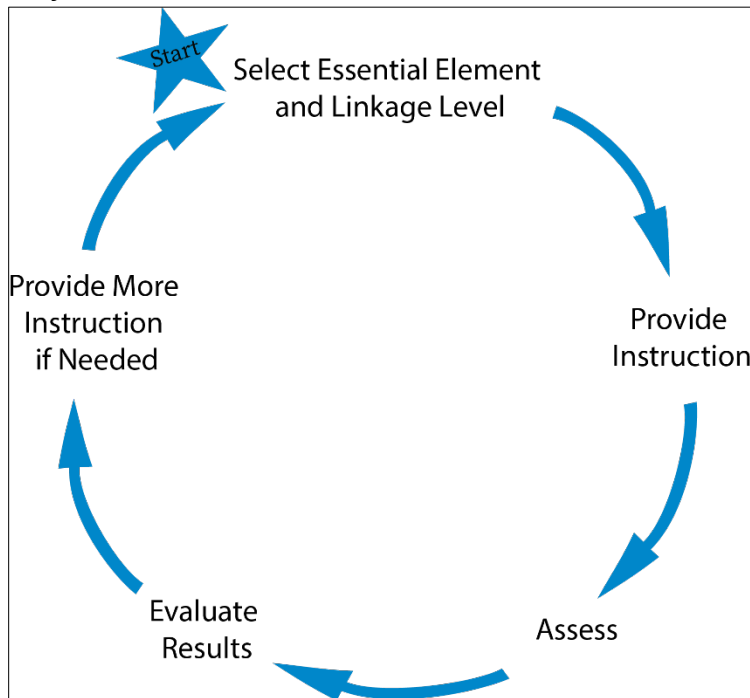 Start
Select Essential Element
and Linkage Level
Provide
Instruction
Assess
Evaluate
Results
Provide More
Instruction
if Needed